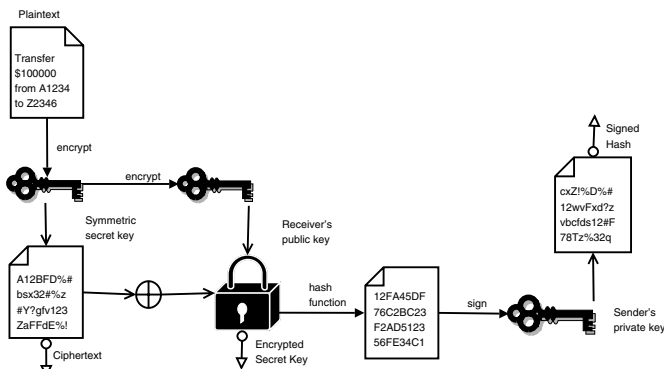 Plaintext
Transfer
$100000
from A1234
to Z2346
encrypt
encrypt
Symmetric
secret key
Receiver's
public key
A12BFD%#
bsx32#%z
#Y?gfv123
ZaFFdE%!
Ciphertext
Encrypted
Secret Key
hash
function
12FA45DF
76C2BC23
F2AD5123
56FE34C1
sign
Sender's
private key
cxZ!%D%#
12wvFxd?z
vbcfds12#F
78Tz%32q
Signed
Hash